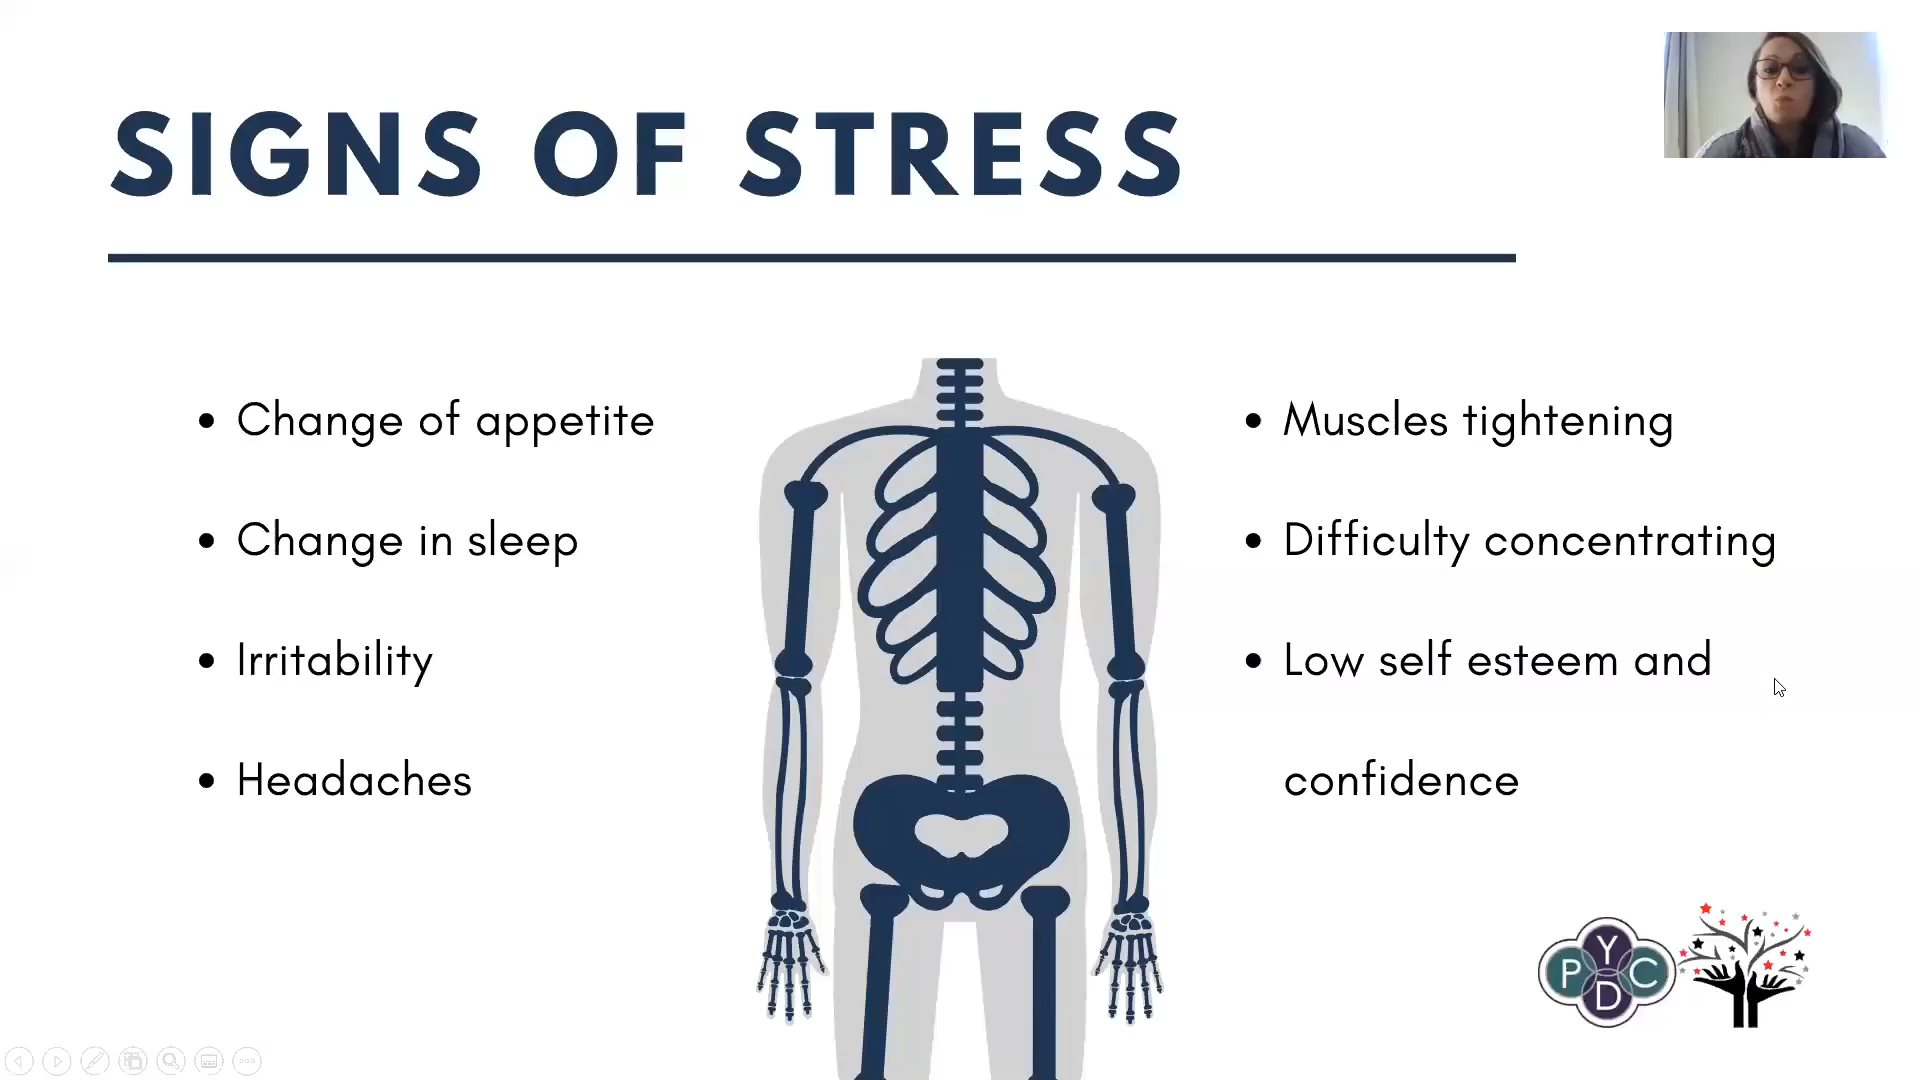 SIGNS OF STRESS
• Change of appetite
• Change in sleep
• Irritability
• Headaches
• Muscles tightening
• Difficulty concentrating
• Low self esteem and
confidence
Y
P C
D